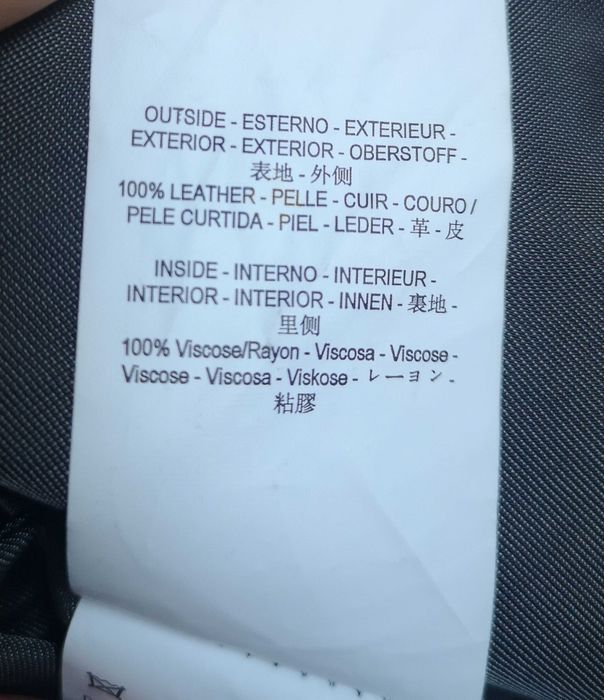 OUTSIDE - ESTERNO - EXTERIEUR -
EXTERIOR - EXTERIOR - OBERSTOFF -
表地 - 外侧
100% LEATHER - PELLE - CUIR - COURO /
PELE CURTIDA - PIEL - LEDER - 革 - 皮
INSIDE - INTERNO - INTERIEUR -
INTERIOR - INTERIOR - INNEN - 裏地 -
里侧
100% Viscose/Rayon - Viscosa - Viscose -
Viscose - Viscosa - Viskose - レーヨン -
粘膠